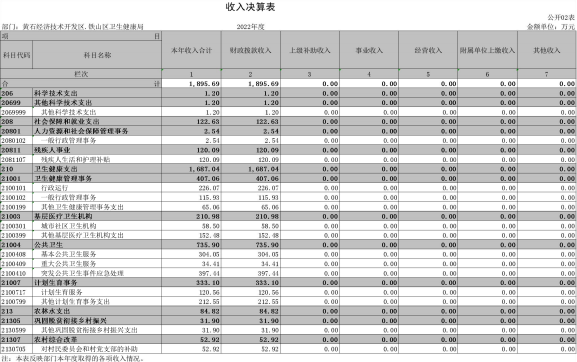 收入决算表
公开02表
部门：黄石经济技术开发区.铁山区卫生健康局 2022年度 金额单位：万元
项 目 本年收入合计 财政拨款收入 上级补助收入 事业收入 经营收入 附属单位上缴收入 其他收入
科目代码 科目名称
栏次 1 2 3 4 5 6 7
合 计 1,895.69 1,895.69 0.00 0.00 0.00 0.00 0.00
206 科学技术支出 1.20 1.20 0.00 0.00 0.00 0.00 0.00
20699 其他科学技术支出 1.20 1.20 0.00 0.00 0.00 0.00 0.00
2069999 其他科学技术支出 1.20 1.20 0.00 0.00 0.00 0.00 0.00
208 社会保障和就业支出 122.63 122.63 0.00 0.00 0.00 0.00 0.00
20801 人力资源和社会保障管理事务 2.54 2.54 0.00 0.00 0.00 0.00 0.00
2080102 一般行政管理事务 2.54 2.54 0.00 0.00 0.00 0.00 0.00
20811 残疾人事业 120.09 120.09 0.00 0.00 0.00 0.00 0.00
2081107 残疾人生活和护理补贴 120.09 120.09 0.00 0.00 0.00 0.00 0.00
210 卫生健康支出 1,687.04 1,687.04 0.00 0.00 0.00 0.00 0.00
21001 卫生健康管理事务 407.06 407.06 0.00 0.00 0.00 0.00 0.00
2100101 行政运行 226.07 226.07 0.00 0.00 0.00 0.00 0.00
2100102 一般行政管理事务 115.93 115.93 0.00 0.00 0.00 0.00 0.00
2100199 其他卫生健康管理事务支出 65.06 65.06 0.00 0.00 0.00 0.00 0.00
21003 基层医疗卫生机构 210.98 210.98 0.00 0.00 0.00 0.00 0.00
2100301 城市社区卫生机构 58.50 58.50 0.00 0.00 0.00 0.00 0.00
2100399 其他基层医疗卫生机构支出 152.48 152.48 0.00 0.00 0.00 0.00 0.00
21004 公共卫生 735.90 735.90 0.00 0.00 0.00 0.00 0.00
2100408 基本公共卫生服务 304.05 304.05 0.00 0.00 0.00 0.00 0.00
2100409 重大公共卫生服务 34.41 34.41 0.00 0.00 0.00 0.00 0.00
2100410 突发公共卫生事件应急处理 397.44 397.44 0.00 0.00 0.00 0.00 0.00
21007 计划生育事务 333.10 333.10 0.00 0.00 0.00 0.00 0.00
2100717 计划生育服务 120.56 120.56 0.00 0.00 0.00 0.00 0.00
2100799 其他计划生育事务支出 212.55 212.55 0.00 0.00 0.00 0.00 0.00
213 农林水支出 84.82 84.82 0.00 0.00 0.00 0.00 0.00
21305 巩固脱贫衔接乡村振兴 31.90 31.90 0.00 0.00 0.00 0.00 0.00
2130599 其他巩固脱贫衔接乡村振兴支出 31.90 31.90 0.00 0.00 0.00 0.00 0.00
21307 农村综合改革 52.92 52.92 0.00 0.00 0.00 0.00 0.00
2130705 对村民委员会和村党支部的补助 52.92 52.92 0.00 0.00 0.00 0.00 0.00
注：本表反映部门本年度取得的各项收入情况。